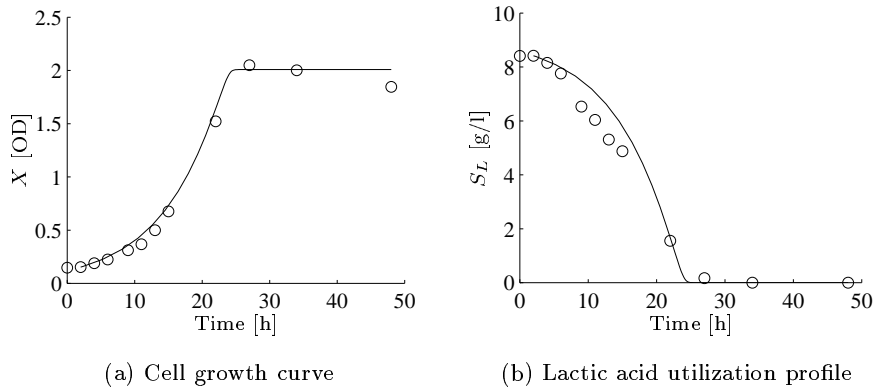 2.5
2
1.5
1
0.5
0
X [OD]
0 10 20 30 40 50
Time [h]
(a) Cell growth curve
10
8
6
4
2
0
S_L [g/l]
0 10 20 30 40 50
Time [h]
(b) Lactic acid utilization profile